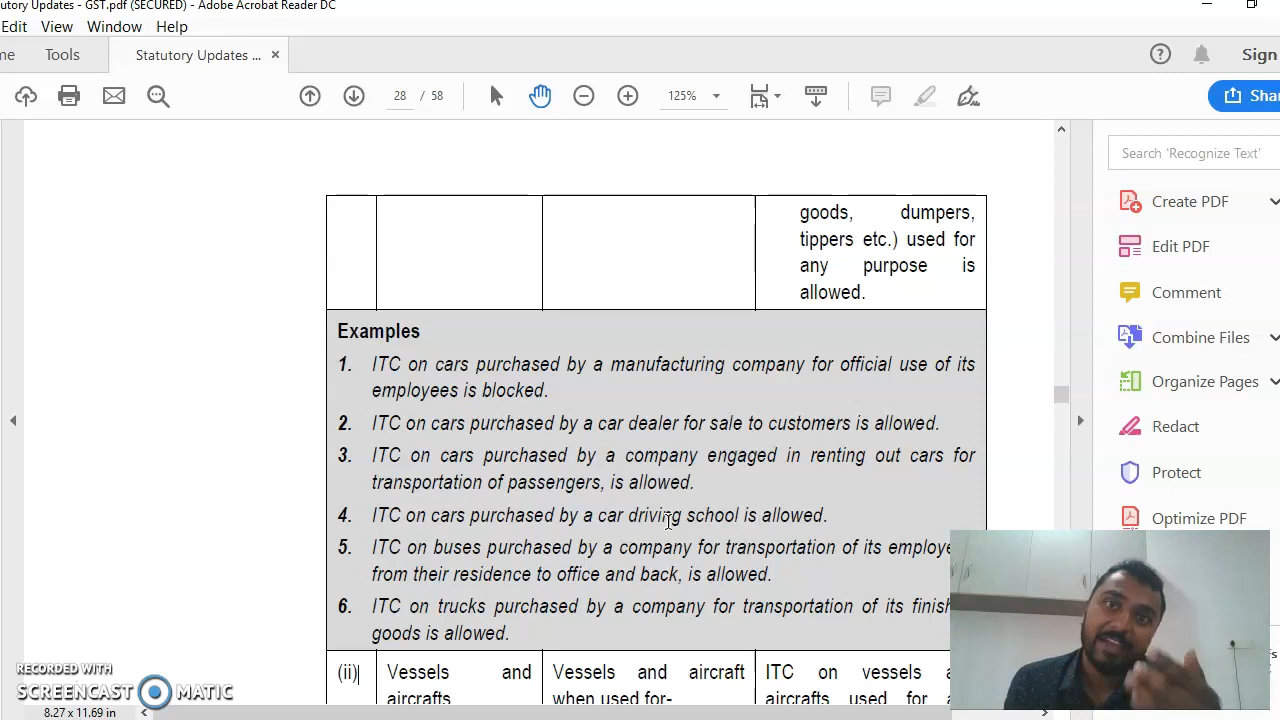 tutory Updates - GST.pdf (SECURED) - Adobe Acrobat Reader DC
Edit View Window Help
me Tools Statutory Updates ... × ? Sign
28 / 58 125% Shar
Search 'Recognize Text'
goods, dumpers,
tippers etc.) used for
any purpose is
allowed.
Examples
1. ITC on cars purchased by a manufacturing company for official use of its
employees is blocked.
2. ITC on cars purchased by a car dealer for sale to customers is allowed.
3. ITC on cars purchased by a company engaged in renting out cars for
transportation of passengers, is allowed.
4. ITC on cars purchased by a car driving school is allowed.
5. ITC on buses purchased by a company for transportation of its employe
from their residence to office and back, is allowed.
6. ITC on trucks purchased by a company for transportation of its finish
goods is allowed.
(ii) Vessels and Vessels and aircraft ITC on vessels a
aircrafts when used for- aircrafts used for a
Create PDF
Edit PDF
Comment
Combine Files
Organize Pages
Redact
Protect
Optimize PDF
RECORDED WITH
SCREENCAST MATIC
8.27 x 11.69 in